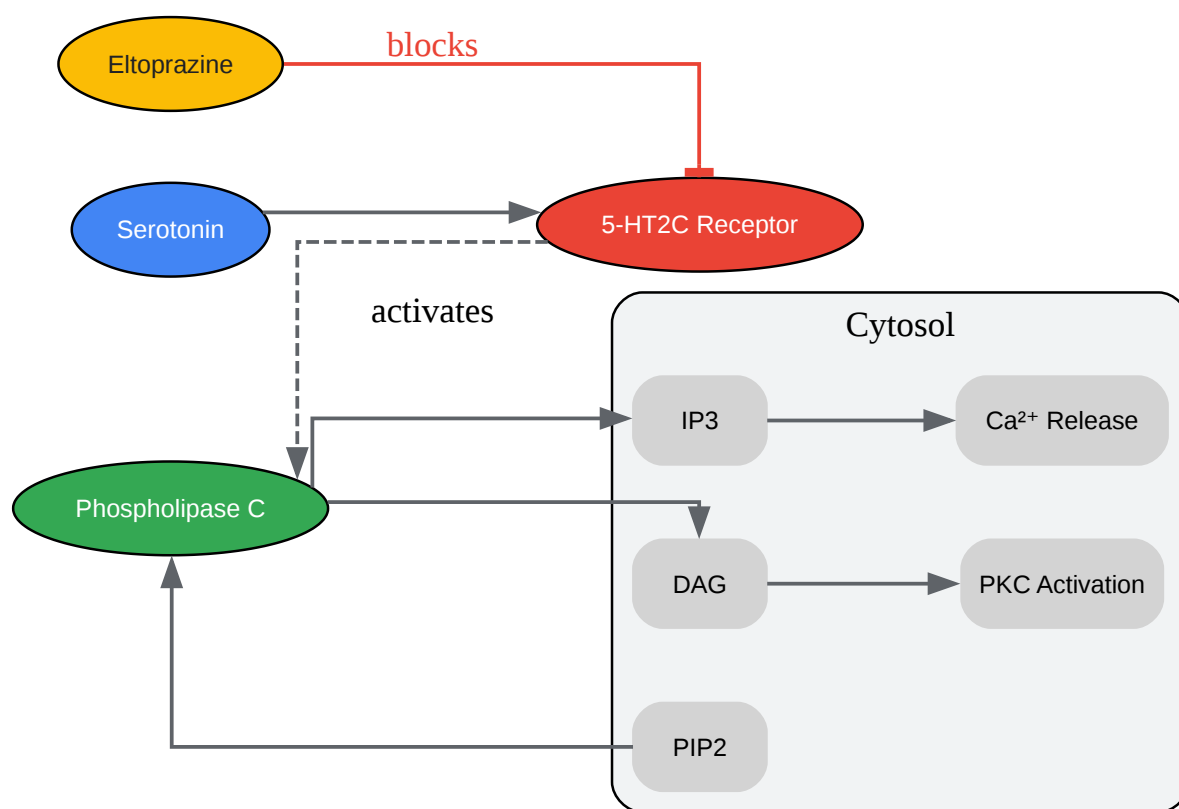 Eltoprazine
blocks
Serotonin
5-HT2C Receptor
activates
Cytosol
IP3
Ca²⁺ Release
Phospholipase C
DAG
PKC Activation
PIP2